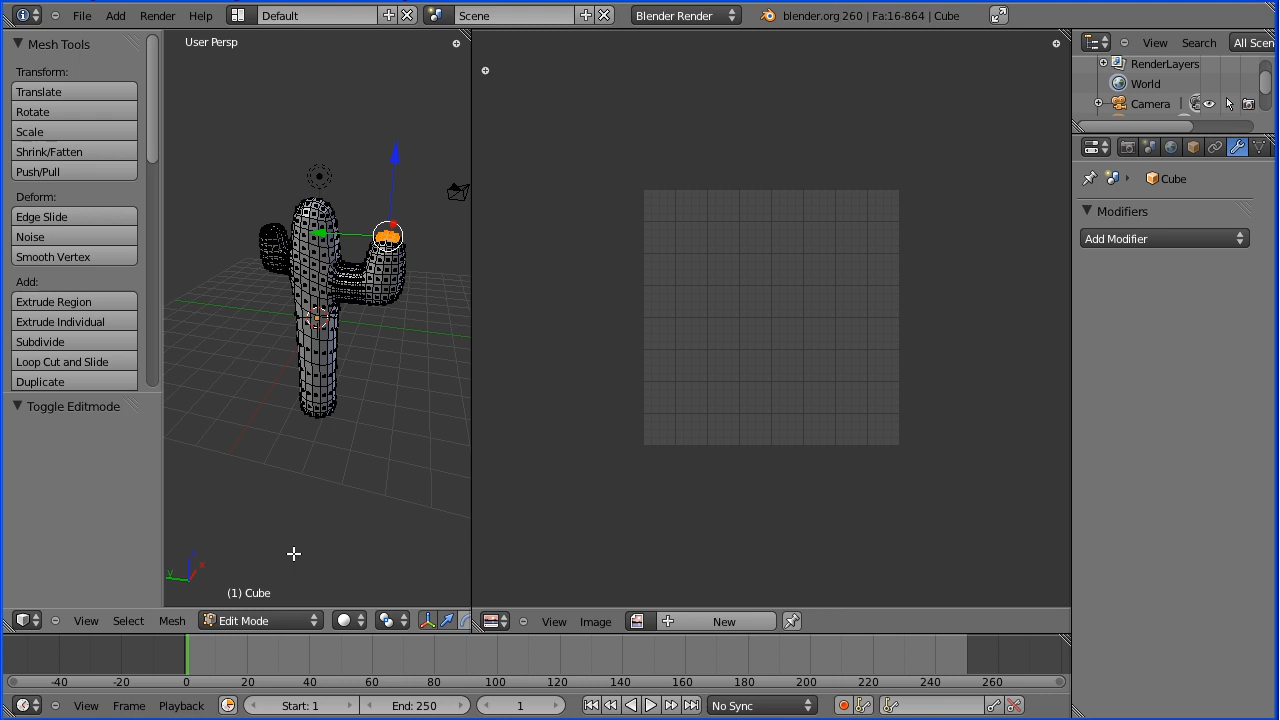 File Add Render Help Default Scene Blender Render blender.org 260 | Fa:16-864 | Cube
Mesh Tools
Transform:
Translate
Rotate
Scale
Shrink/Fatten
Push/Pull
Deform:
Edge Slide
Noise
Smooth Vertex
Add:
Extrude Region
Extrude Individual
Subdivide
Loop Cut and Slide
Duplicate
Toggle Editmode
User Persp
z
y x
(1) Cube
View Select Mesh Edit Mode
View Image New
View Search All Scen
RenderLayers
World
Camera
Cube
Modifiers
Add Modifier
-40 -20 0 20 40 60 80 100 120 140 160 180 200 220 240 260
View Frame Playback Start: 1 End: 250 1 No Sync